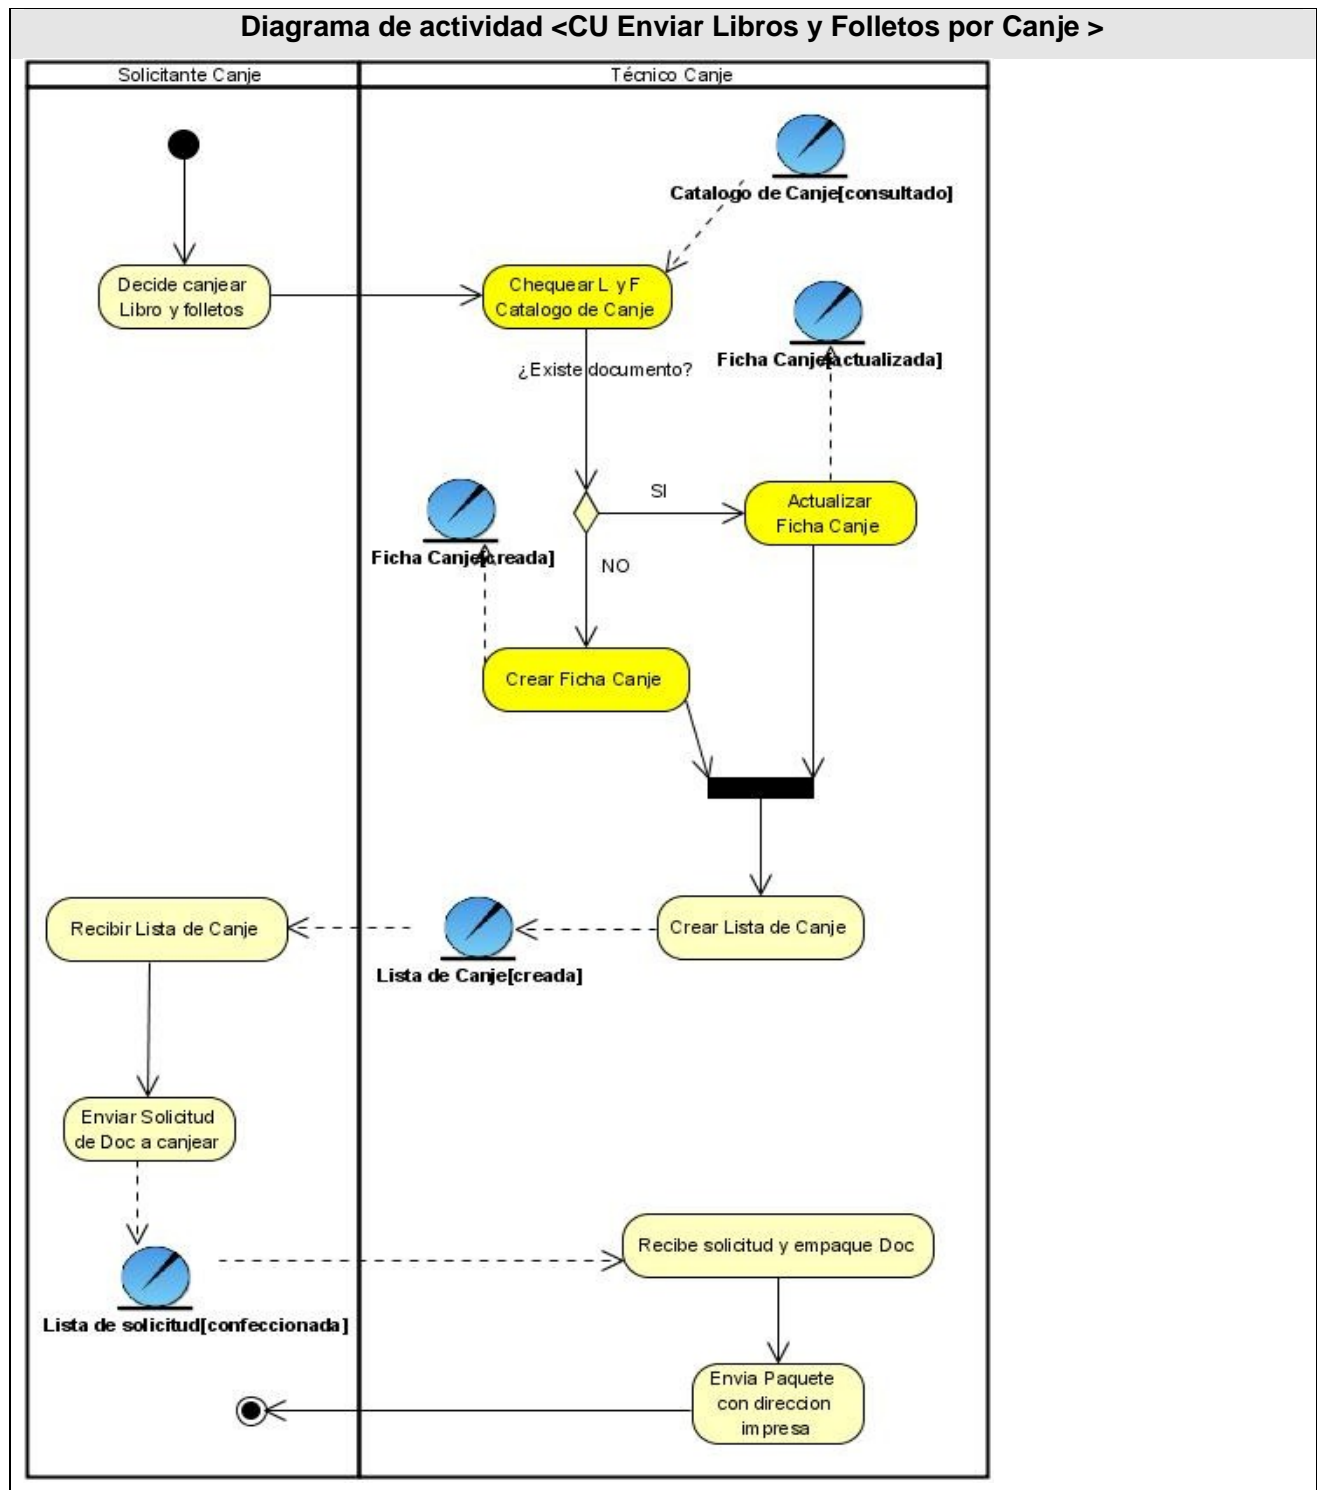 Diagrama de actividad <CU Enviar Libros y Folletos por Canje >
Solicitante Canje
Técnico Canje
Catalogo de Canje[consultado]
Decide canjear
Libro y folletos
Chequear L y F
Catalogo de Canje
¿Existe documento?
Ficha Canje[actualizada]
SI
Actualizar
Ficha Canje
Ficha Canje[creada]
NO
Crear Ficha Canje
Recibir Lista de Canje
Crear Lista de Canje
Lista de Canje[creada]
Enviar Solicitud
de Doc a canjear
Recibe solicitud y empaque Doc
Lista de solicitud[confeccionada]
Envia Paquete
con direccion
impresa